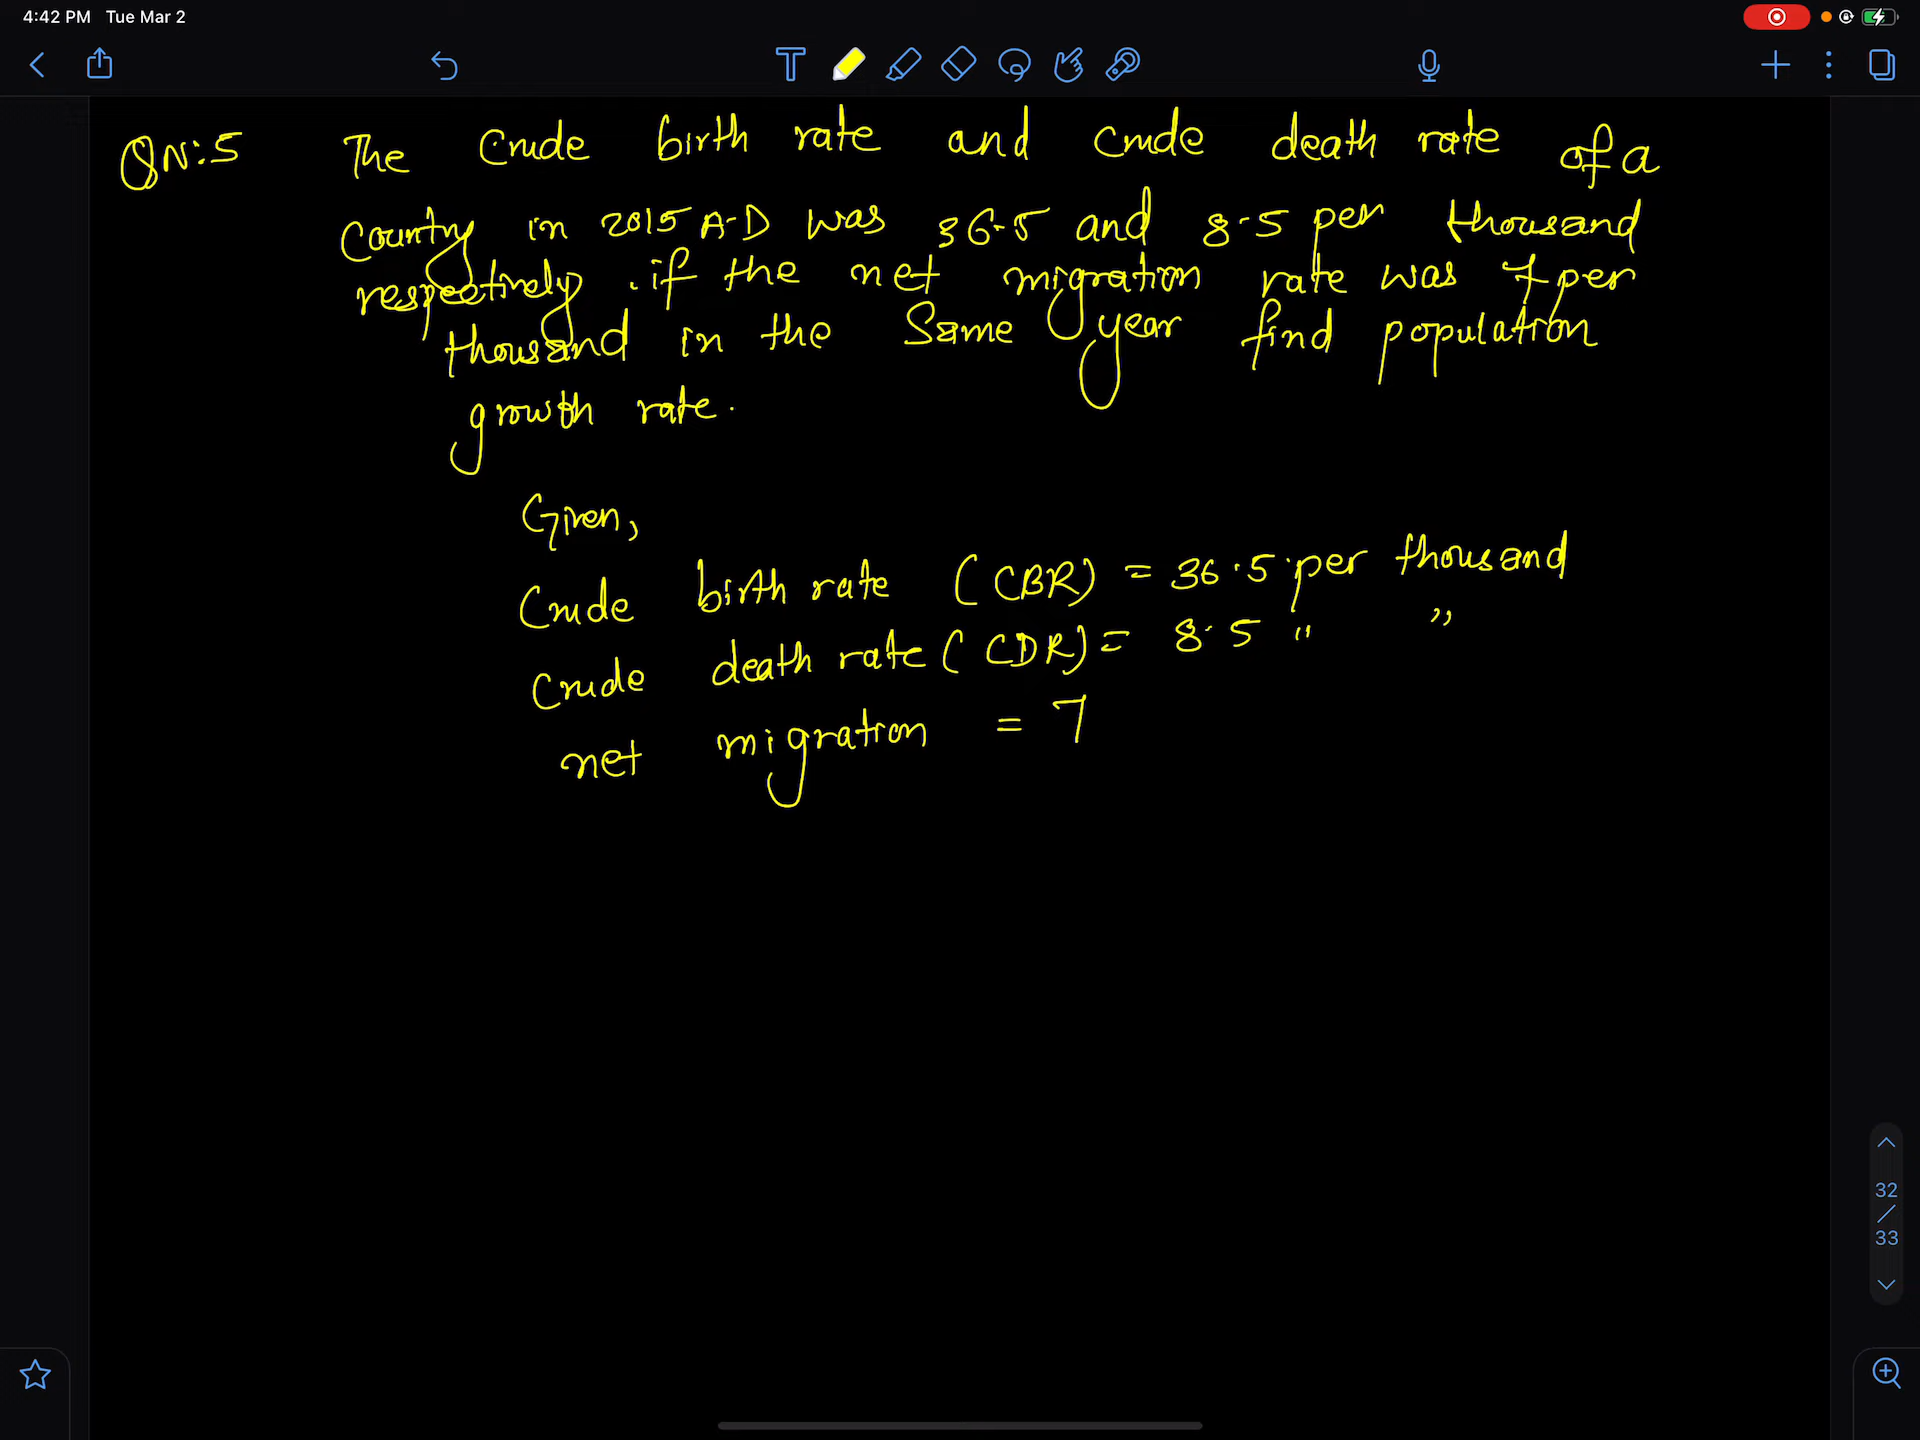 4:42 PM Tue Mar 2
QN:5 The Crude birth rate and crude death rate of a
Country in 2015 A.D was 36.5 and 8.5 per thousand
respectively . if the net migration rate was 7 per
thousand in the same year find population
growth rate.
Given,
Crude birth rate (CBR) = 36.5 per thousand
Crude death rate (CDR) = 8.5 " "
net migration = 7
32
/
33